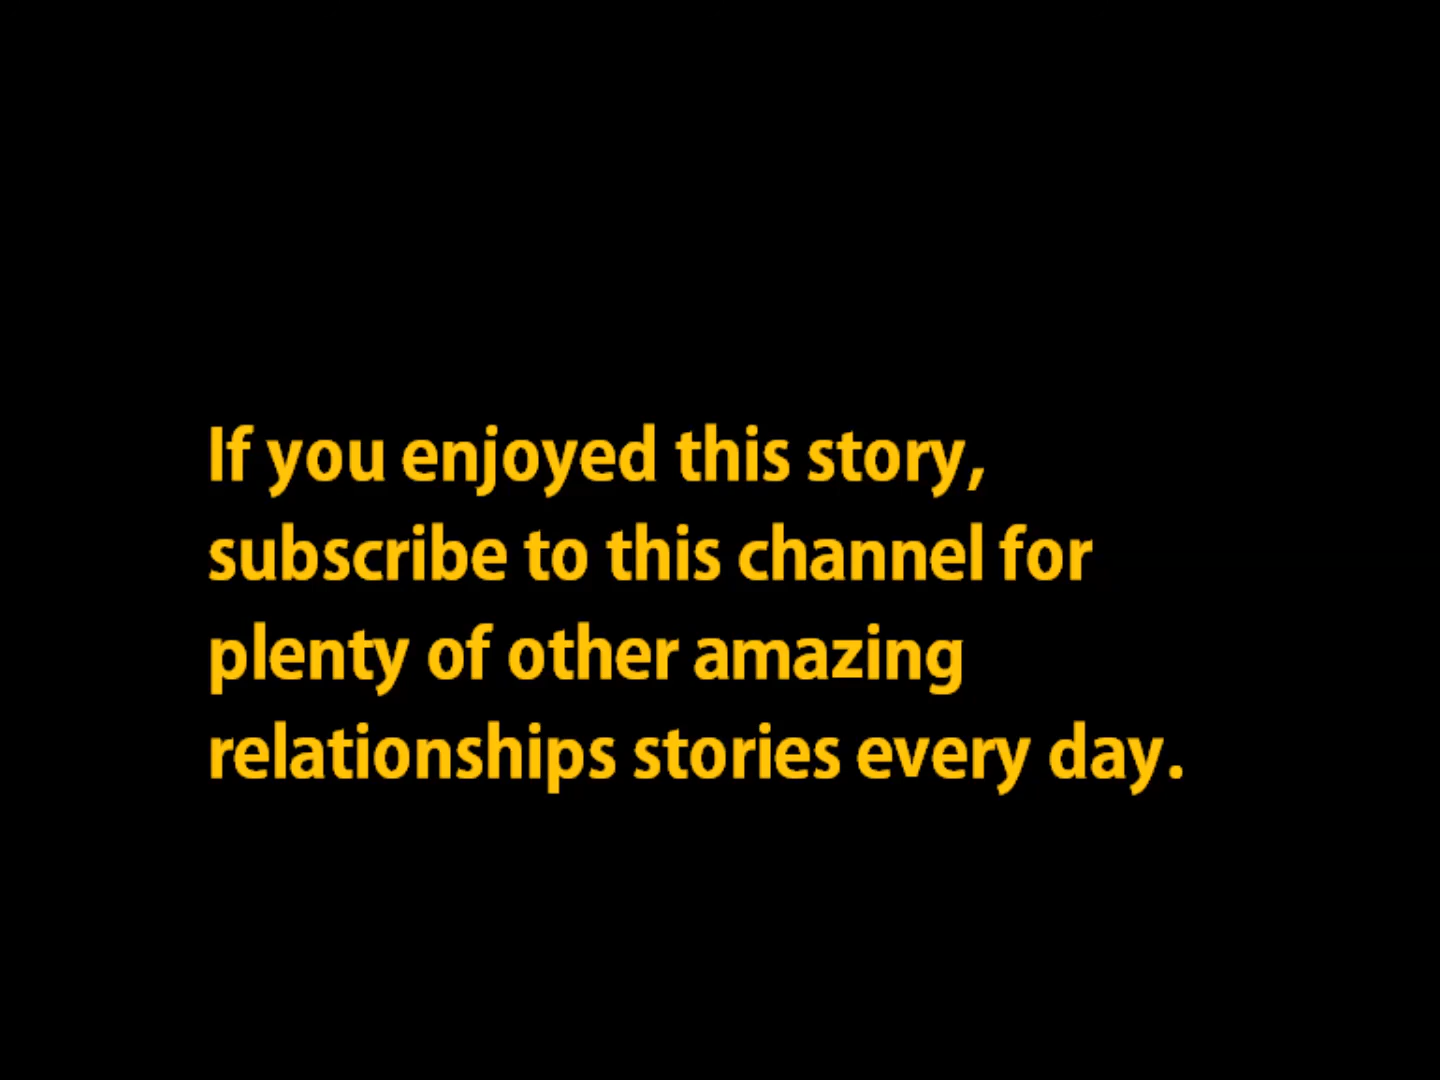 If you enjoyed this story,
subscribe to this channel for
plenty of other amazing
relationships stories every day.